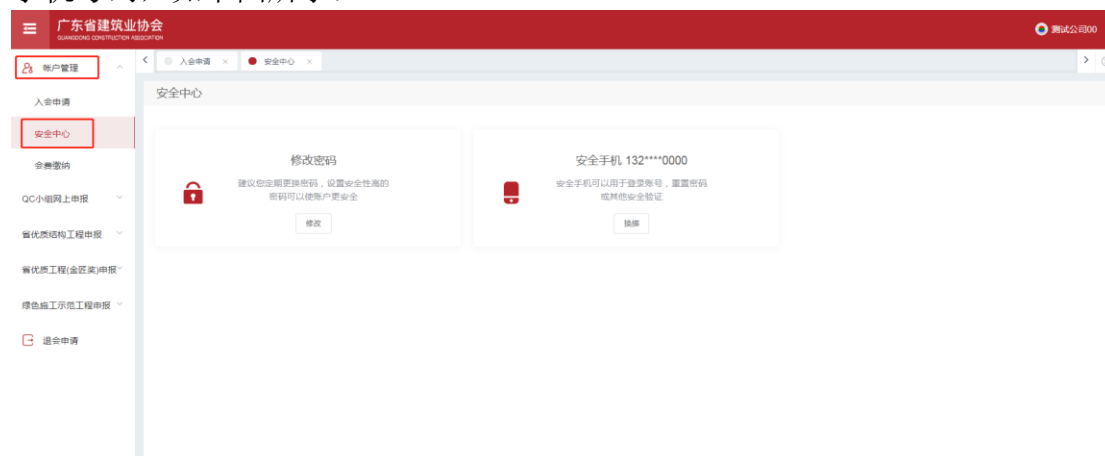 广东省建筑业协会
GUANGDONG CONSTRUCTION ASSOCIATION
测试公司00
帐户管理
入会申请
安全中心
会费缴纳
QC小组网上申报
省优质结构工程申报
省优质工程(金匠奖)申报
绿色施工示范工程申报
退会申请
入会申请 ×
安全中心 ×
安全中心
修改密码
建议您定期更换密码，设置安全性高的
密码可以使账户更安全
修改
安全手机 132****0000
安全手机可以用于登录账号，重置密码
或其他安全验证
换绑